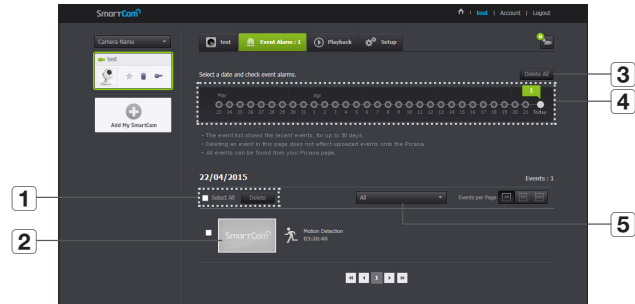 SmartCam
test | Account | Logout
Camera Name
test
Event Alarm : 1
Playback
Setup
test
Add My SmartCam
Select a date and check event alarms.
Delete All
3
1
4
Mar
Apr
23 24 25 26 27 28 29 30 31 1 2 3 4 5 6 7 8 9 10 11 12 13 14 15 16 17 18 19 20 21 Today
• The event list shows the recent events, for up to 30 days.
• Deleting an event in this page does not affect uploaded events onto the Picasa.
• All events can be found from your Picasa page.
22/04/2015
Events : 1
1
Select All
Delete
All
Events per Page
5
2
SmartCam
Motion Detection
03:20:40
1